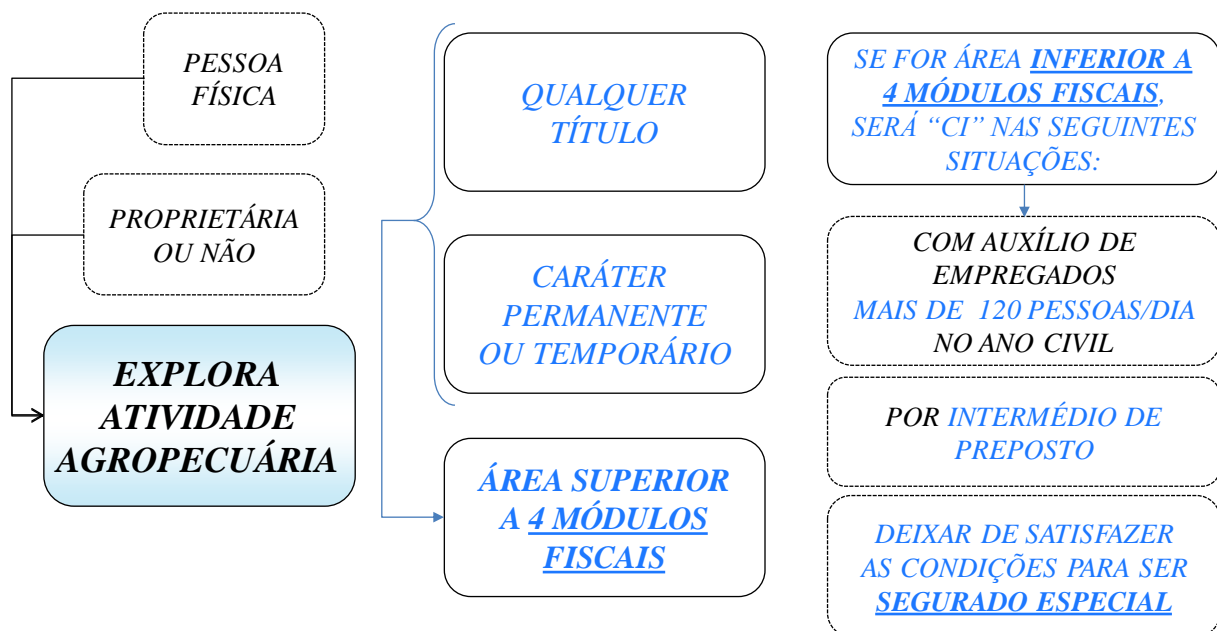 PESSOA
FÍSICA
PROPRIETÁRIA
OU NÃO
EXPLORA
ATIVIDADE
AGROPECUÁRIA
QUALQUER
TÍTULO
CARÁTER
PERMANENTE
OU TEMPORÁRIO
ÁREA SUPERIOR
A 4 MÓDULOS
FISCAIS
SE FOR ÁREA INFERIOR A
4 MÓDULOS FISCAIS,
SERÁ “CI” NAS SEGUINTES
SITUAÇÕES:
COM AUXÍLIO DE
EMPREGADOS
MAIS DE 120 PESSOAS/DIA
NO ANO CIVIL
POR INTERMÉDIO DE
PREPOSTO
DEIXAR DE SATISFAZER
AS CONDIÇÕES PARA SER
SEGURADO ESPECIAL